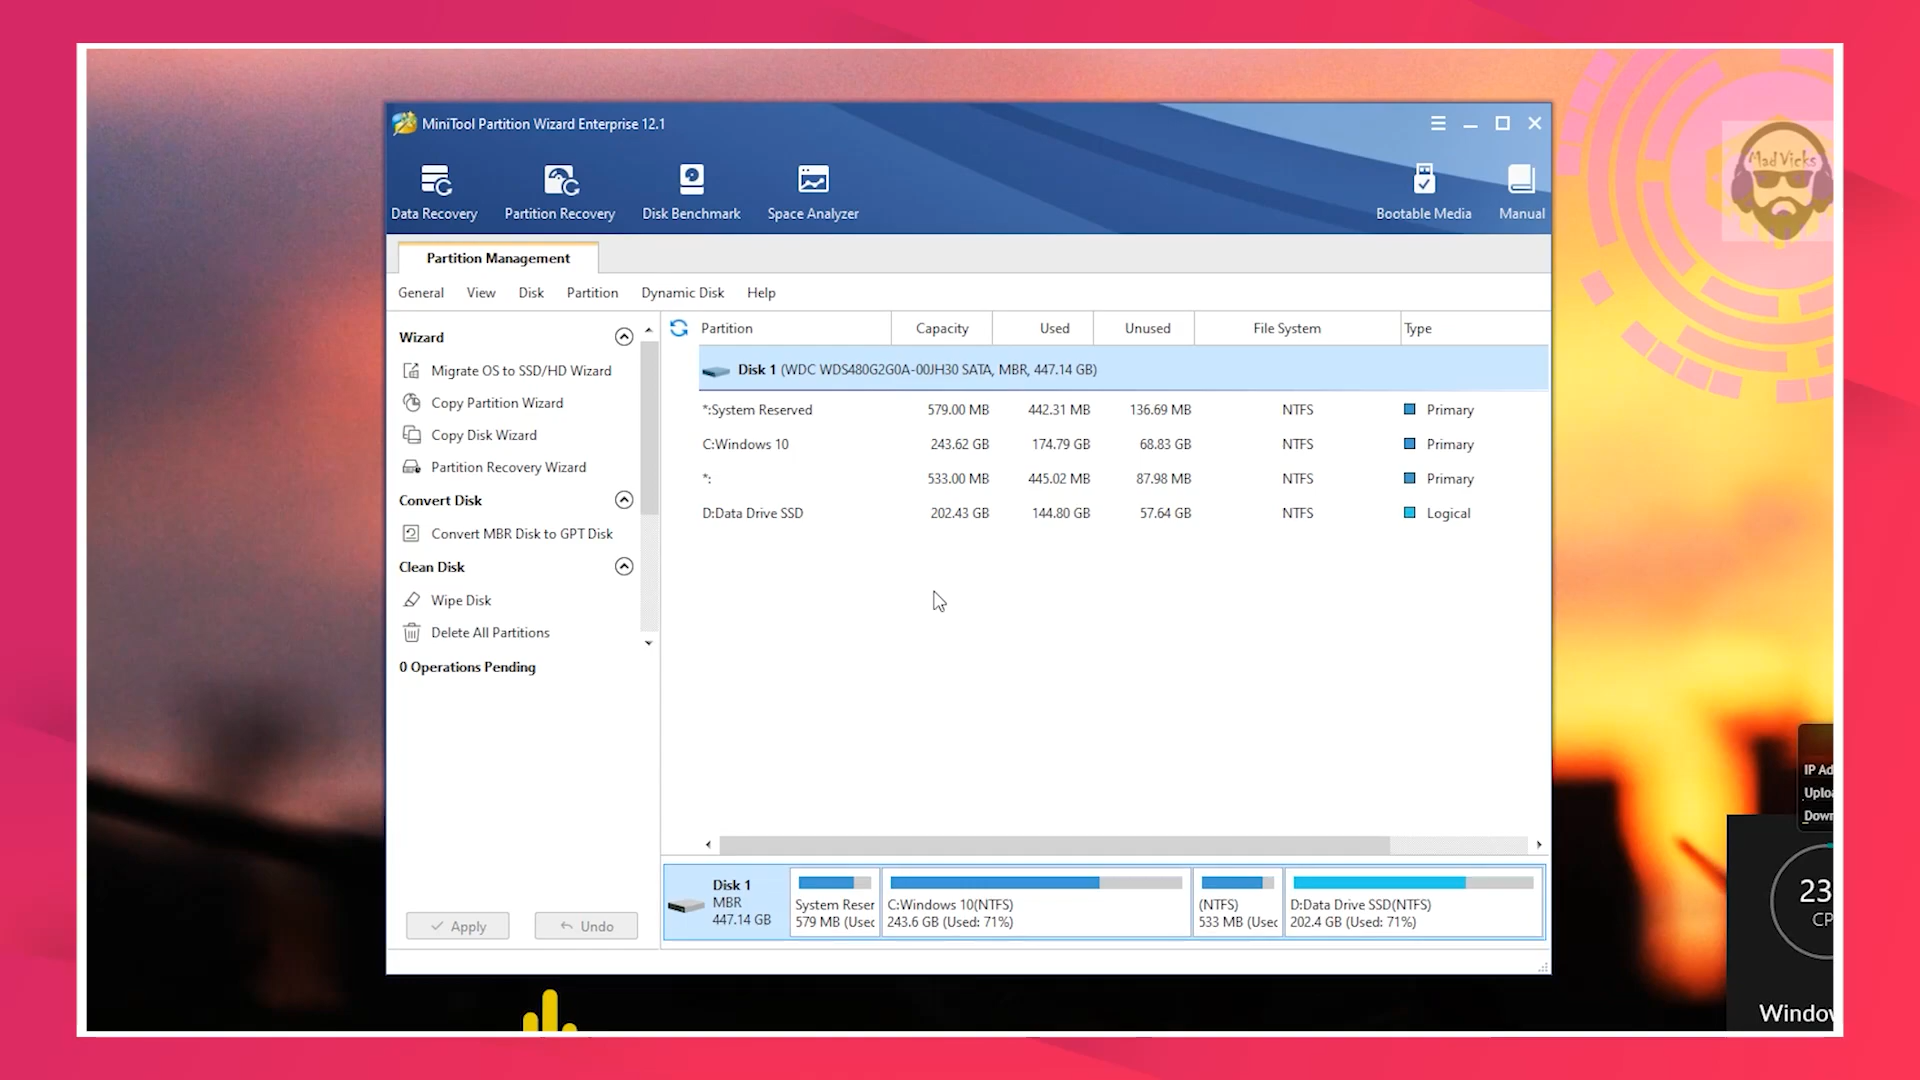 MiniTool Partition Wizard Enterprise 12.1
Data Recovery
Partition Recovery
Disk Benchmark
Space Analyzer
Bootable Media
Manual
Mad Vicks
Partition Management
General View Disk Partition Dynamic Disk Help
Wizard
Migrate OS to SSD/HD Wizard
Copy Partition Wizard
Copy Disk Wizard
Partition Recovery Wizard
Convert Disk
Convert MBR Disk to GPT Disk
Clean Disk
Wipe Disk
Delete All Partitions
0 Operations Pending
Apply
Undo
Partition Capacity Used Unused File System Type
Disk 1 (WDC WDS480G2G0A-00JH30 SATA, MBR, 447.14 GB)
*:System Reserved 579.00 MB 442.31 MB 136.69 MB NTFS Primary
C:Windows 10 243.62 GB 174.79 GB 68.83 GB NTFS Primary
*: 533.00 MB 445.02 MB 87.98 MB NTFS Primary
D:Data Drive SSD 202.43 GB 144.80 GB 57.64 GB NTFS Logical
Disk 1
MBR
447.14 GB
System Reser
579 MB (Used
C:Windows 10(NTFS)
243.6 GB (Used: 71%)
(NTFS)
533 MB (Used
D:Data Drive SSD(NTFS)
202.4 GB (Used: 71%)
IP Ad
Uploa
Down
23
CP
Window